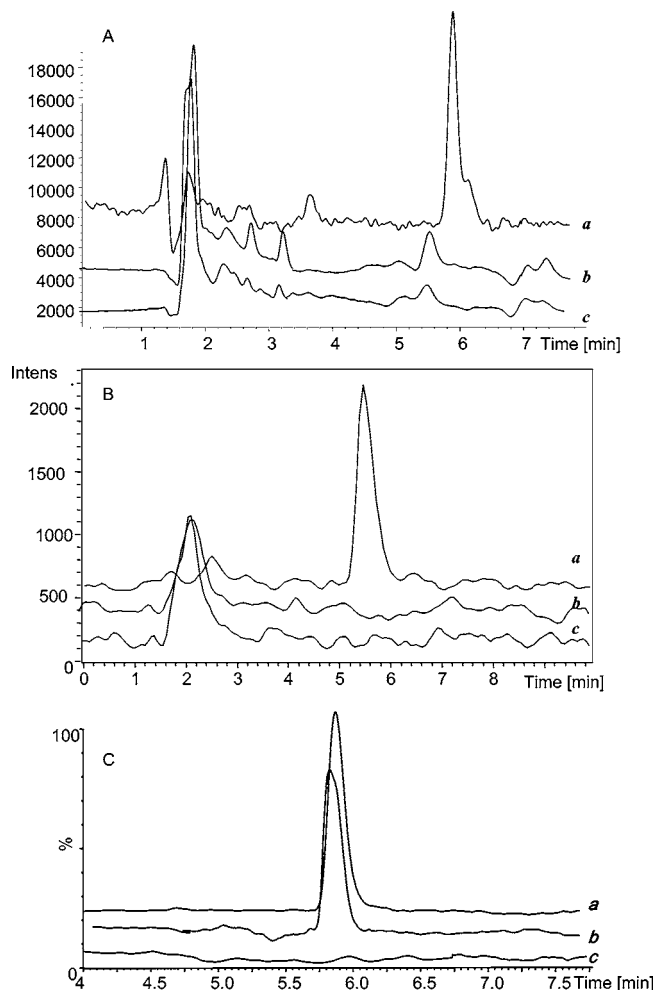 A
18000
16000
14000
12000
10000
8000
6000
4000
2000
a
b
c
1 2 3 4 5 6 7 Time [min]
Intens
B
2000
1500
1000
500
0
a
b
c
0 1 2 3 4 5 6 7 8
Time [min]
C
100
%
0
a
b
c
4 4.5 5.0 5.5 6.0 6.5 7.0 7.5 Time [min]